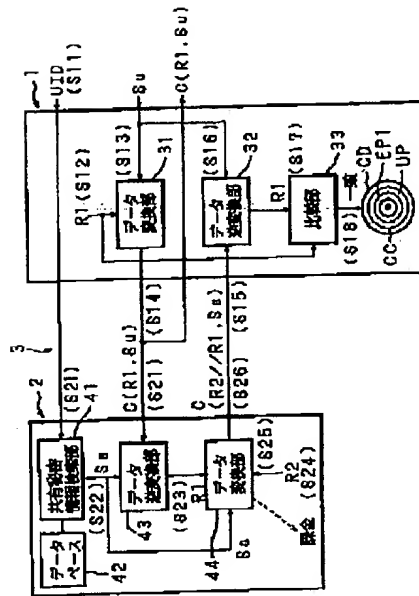 3
2
データ
ベース
42
共有秘密
情報検索部
41
(S21)
(S22)
Sa
データ
逆変換部
43
(S23)
R1
データ
変換部
44
Sa
(S25)
R2
(S24)
課金
C(R1,Su)
(S21)
(S14)
C
(R2//R1,Sa)
(S26)
(S15)
1
UID
(S11)
Su
C(R1,Su)
R1(S12)
(S13)
データ
変換部
31
(S16)
データ
逆変換部
32
R1
(S17)
比較部
33
一致
(S18)
CD
EP1
UP
CC